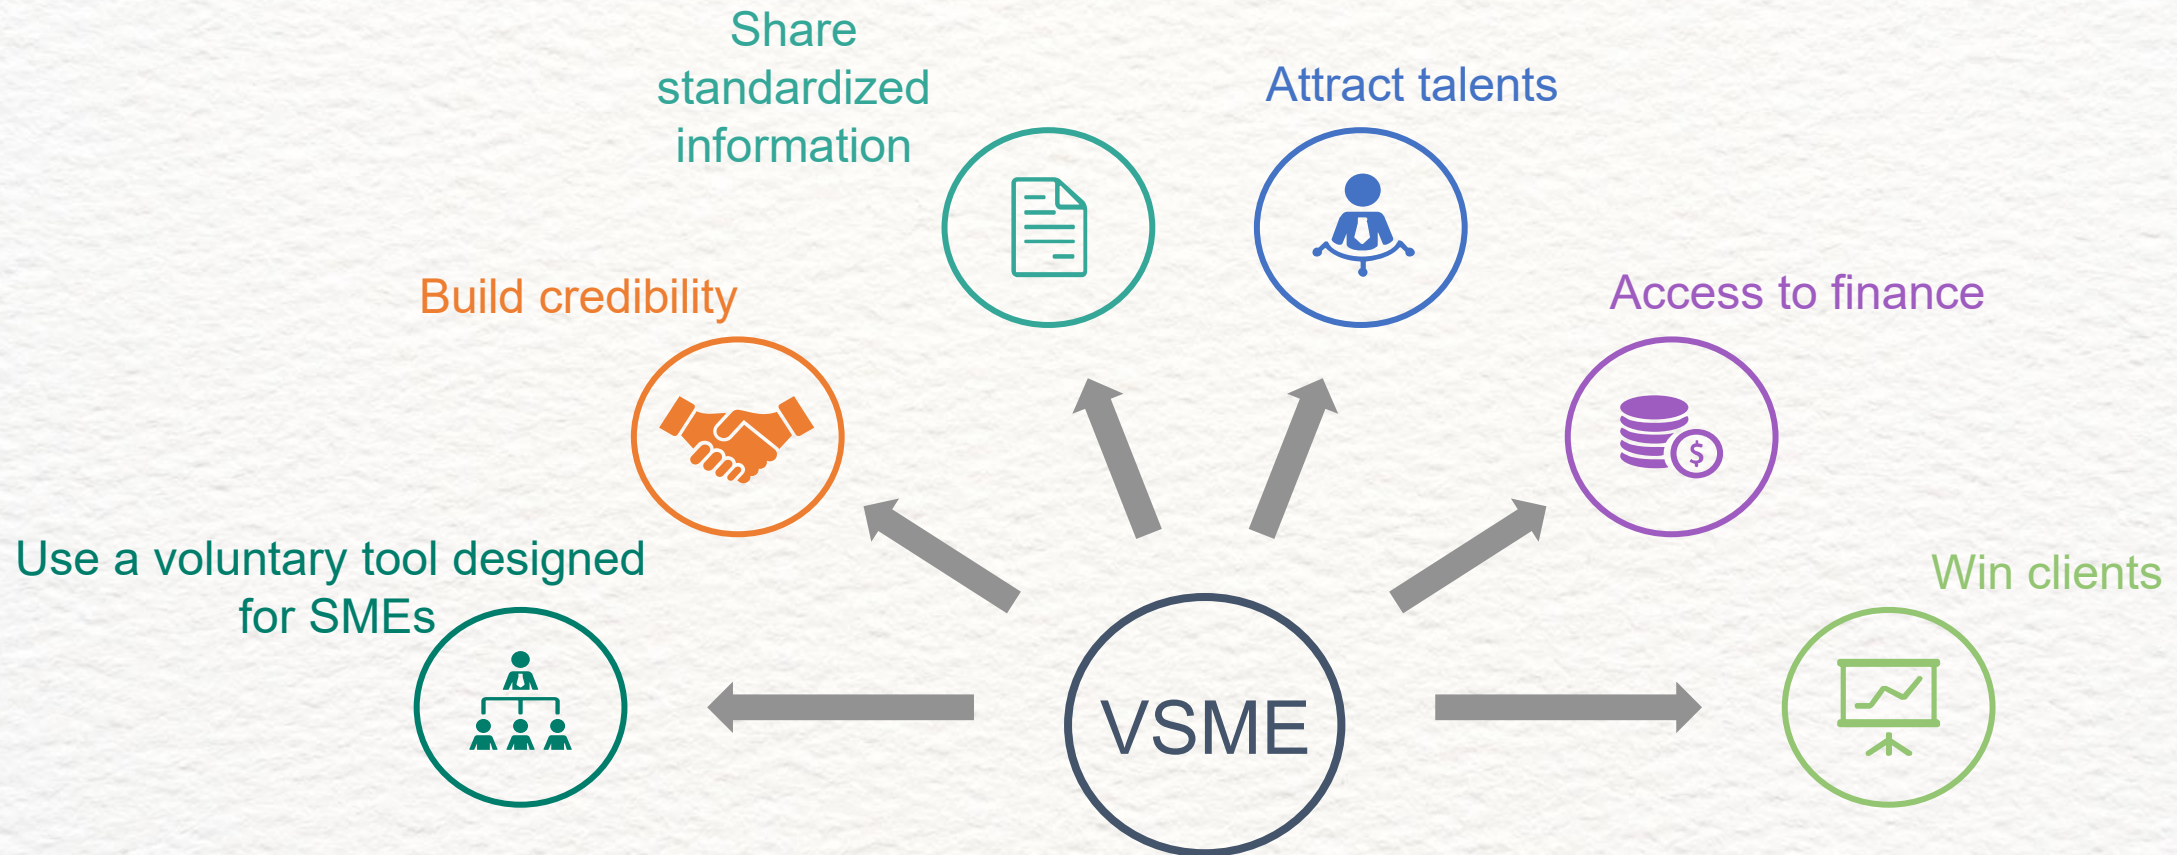 Share
standardized
information
Attract talents
Build credibility
Access to finance
$
Use a voluntary tool designed
for SMEs
Win clients
VSME